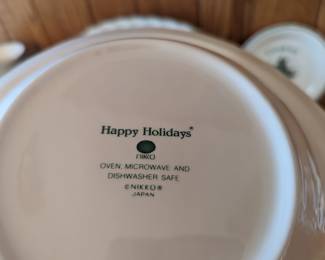 Happy Holidays®
NIKKO
OVEN, MICROWAVE AND
DISHWASHER SAFE
©NIKKO®
JAPAN